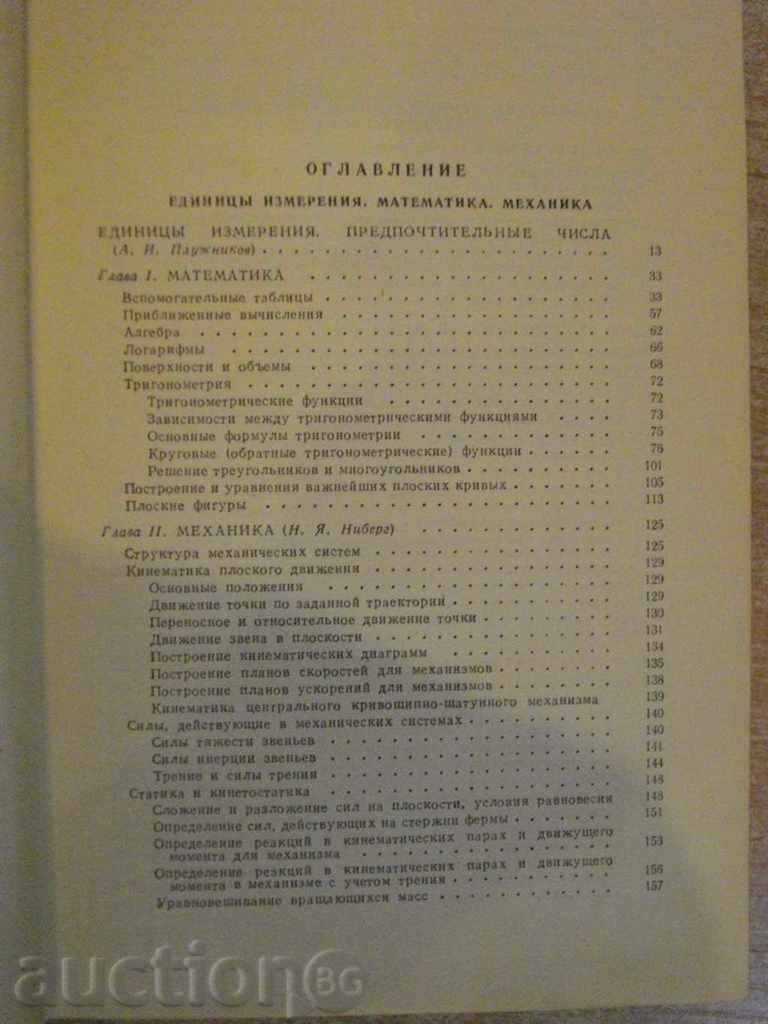 ОГЛАВЛЕНИЕ
ЕДИНИЦЫ ИЗМЕРЕНИЯ. МАТЕМАТИКА. МЕХАНИКА
ЕДИНИЦЫ ИЗМЕРЕНИЯ. ПРЕДПОЧТИТЕЛЬНЫЕ ЧИСЛА
(А. И. Плужников) . . . . . . . . . . . . . . . . . . . . . 13
Глава I. МАТЕМАТИКА . . . . . . . . . . . . . . . . . . 33
Вспомогательные таблицы . . . . . . . . . . . . . . . . . 33
Приближенные вычисления . . . . . . . . . . . . . . . . 57
Алгебра . . . . . . . . . . . . . . . . . . . . . . . . 62
Логарифмы . . . . . . . . . . . . . . . . . . . . . . . 66
Поверхности и объемы . . . . . . . . . . . . . . . . . . 68
Тригонометрия . . . . . . . . . . . . . . . . . . . . . 72
Тригонометрические функции . . . . . . . . . . . . . . 72
Зависимости между тригонометрическими функциями . . . . 73
Основные формулы тригонометрии . . . . . . . . . . . . 75
Круговые (обратные тригонометрические) функции . . . . . 76
Решение треугольников и многоугольников . . . . . . . . . 101
Построение и уравнения важнейших плоских кривых . . . . . . 105
Плоские фигуры . . . . . . . . . . . . . . . . . . . . 113
Глава II. МЕХАНИКА (Н. Я. Ниберг) . . . . . . . . . . . . 125
Структура механических систем . . . . . . . . . . . . . . 125
Кинематика плоского движения . . . . . . . . . . . . . . 129
Основные положения . . . . . . . . . . . . . . . . . 129
Движение точки по заданной траектории . . . . . . . . . . 129
Переносное и относительное движение точки . . . . . . . . 130
Движение звена в плоскости . . . . . . . . . . . . . . 131
Построение кинематических диаграмм . . . . . . . . . . . 134
Построение планов скоростей для механизмов . . . . . . . . 135
Построение планов ускорений для механизмов . . . . . . . . 138
Кинематика центрального кривошипно-шатунного механизма 139
Силы, действующие в механических системах . . . . . . . . . 140
Силы тяжести звеньев . . . . . . . . . . . . . . . . . 140
Силы инерции звеньев . . . . . . . . . . . . . . . . . 141
Трение и силы трения . . . . . . . . . . . . . . . . . 144
Статика и кинетостатика . . . . . . . . . . . . . . . . . 148
Сложение и разложение сил на плоскости, условия равновесия 148
Определение сил, действующих на стержни фермы . . . . . . 151
Определение реакций в кинематических парах и движущего
момента для механизма . . . . . . . . . . . . . . . . 153
Определение реакций в кинематических парах и движущего
момента в механизме с учетом трения . . . . . . . . . . 156
Уравновешивание вращающихся масс . . . . . . . . . . . 157
auction BG